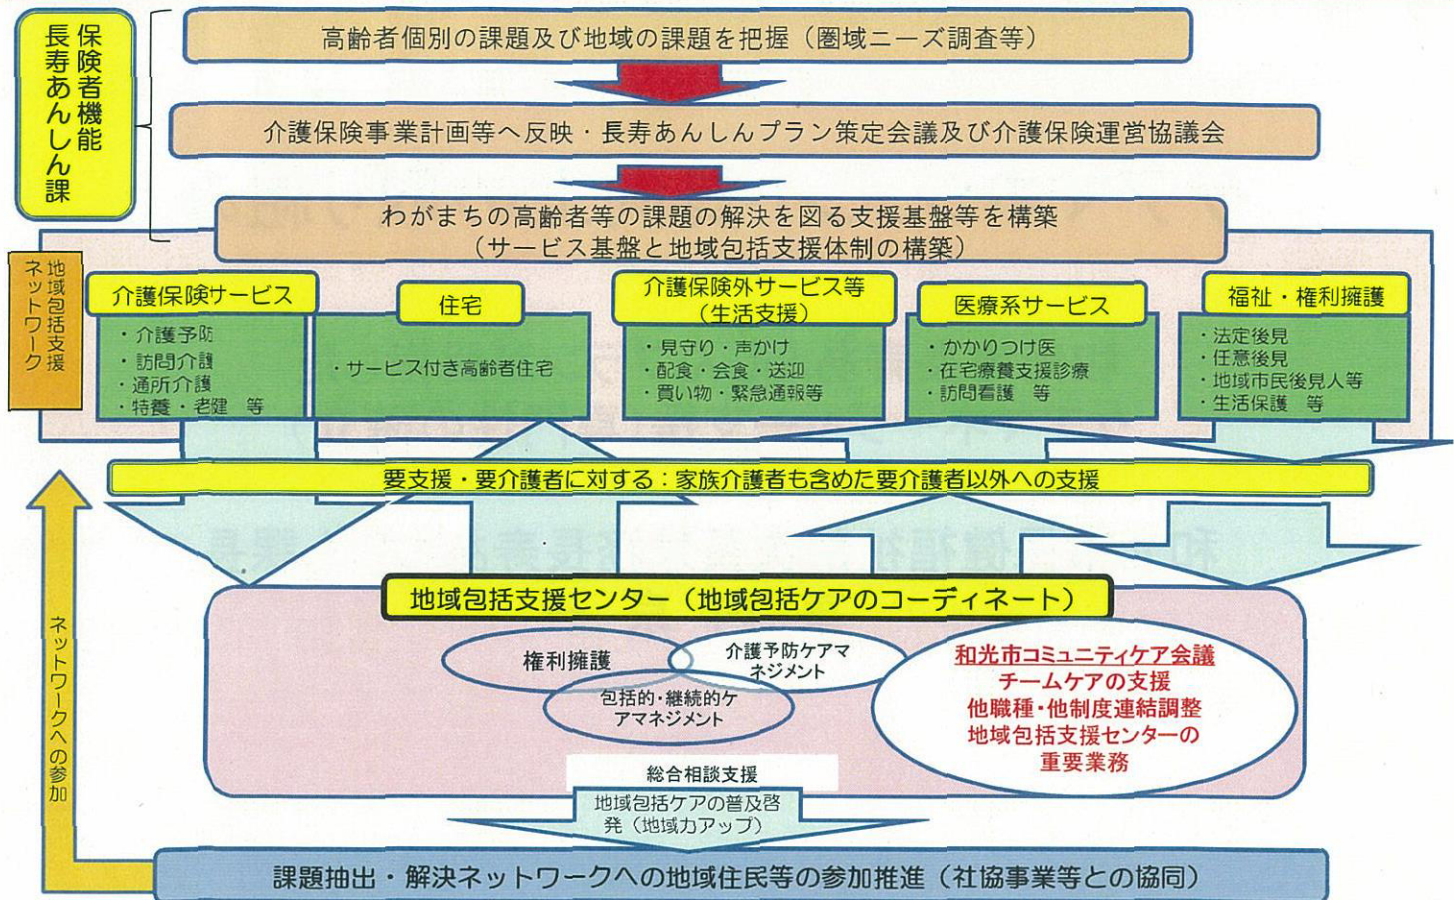 保険者機能
長寿あんしん課
高齢者個別の課題及び地域の課題を把握（圏域ニーズ調査等）
介護保険事業計画等へ反映・長寿あんしんプラン策定会議及び介護保険運営協議会
わがまちの高齢者等の課題の解決を図る支援基盤等を構築
（サービス基盤と地域包括支援体制の構築）
地域包括支援
ネットワーク
介護保険サービス
・介護予防
・訪問介護
・通所介護
・特養・老健　等
住宅
・サービス付き高齢者住宅
介護保険外サービス等
（生活支援）
・見守り・声かけ
・配食・会食・送迎
・買い物・緊急通報等
医療系サービス
・かかりつけ医
・在宅療養支援診療
・訪問看護　等
福祉・権利擁護
・法定後見
・任意後見
・地域市民後見人等
・生活保護　等
要支援・要介護者に対する：家族介護者も含めた要介護者以外への支援
地域包括支援センター（地域包括ケアのコーディネート）
権利擁護
介護予防ケアマ
ネジメント
包括的・継続的ケ
アマネジメント
和光市コミュニティケア会議
チームケアの支援
他職種・他制度連結調整
地域包括支援センターの
重要業務
総合相談支援
地域包括ケアの普及啓
発（地域力アップ）
ネットワークへの参加
課題抽出・解決ネットワークへの地域住民等の参加推進（社協事業等との協同）